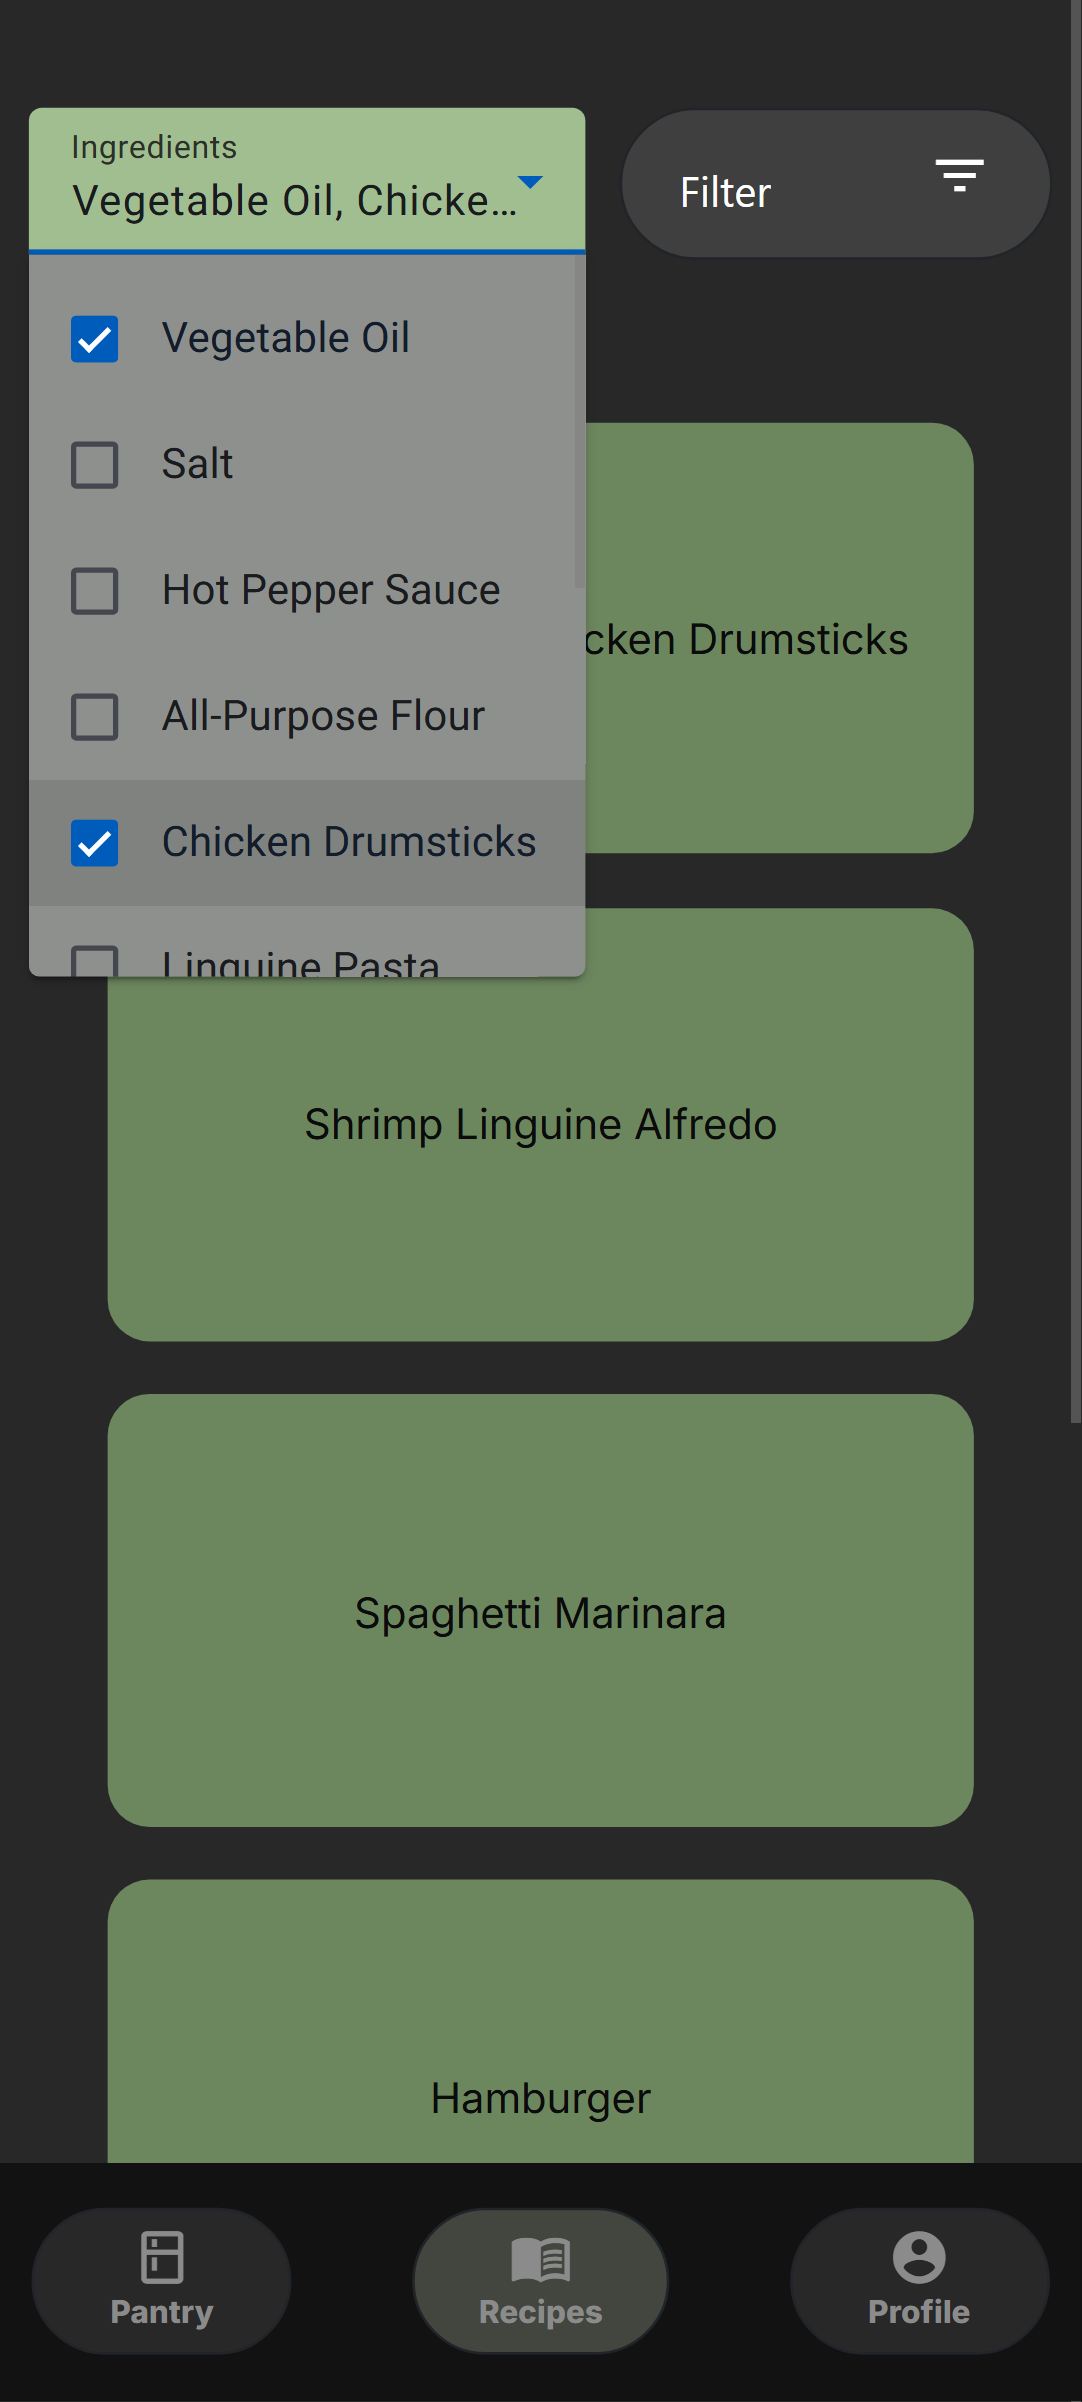 Ingredients
Vegetable Oil, Chicke...
Filter
Vegetable Oil
Salt
Hot Pepper Sauce
cken Drumsticks
All-Purpose Flour
Chicken Drumsticks
Linguine Pasta
Shrimp Linguine Alfredo
Spaghetti Marinara
Hamburger
Pantry
Recipes
Profile